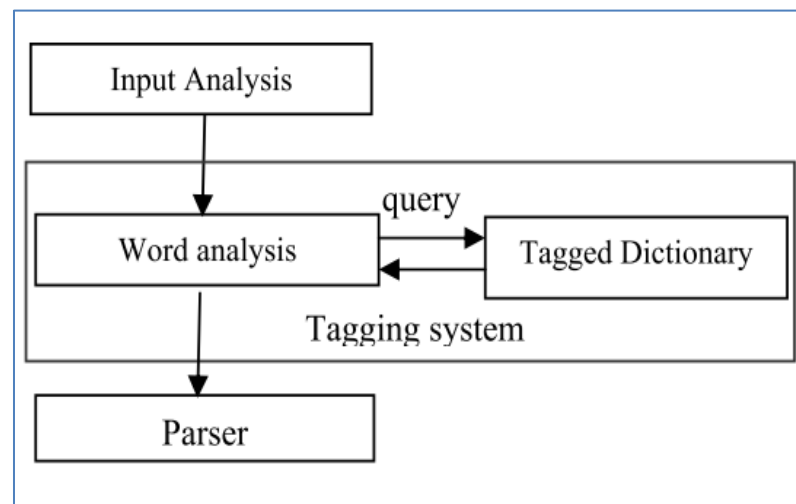 Input Analysis
query
Word analysis
Tagged Dictionary
Tagging system
Parser